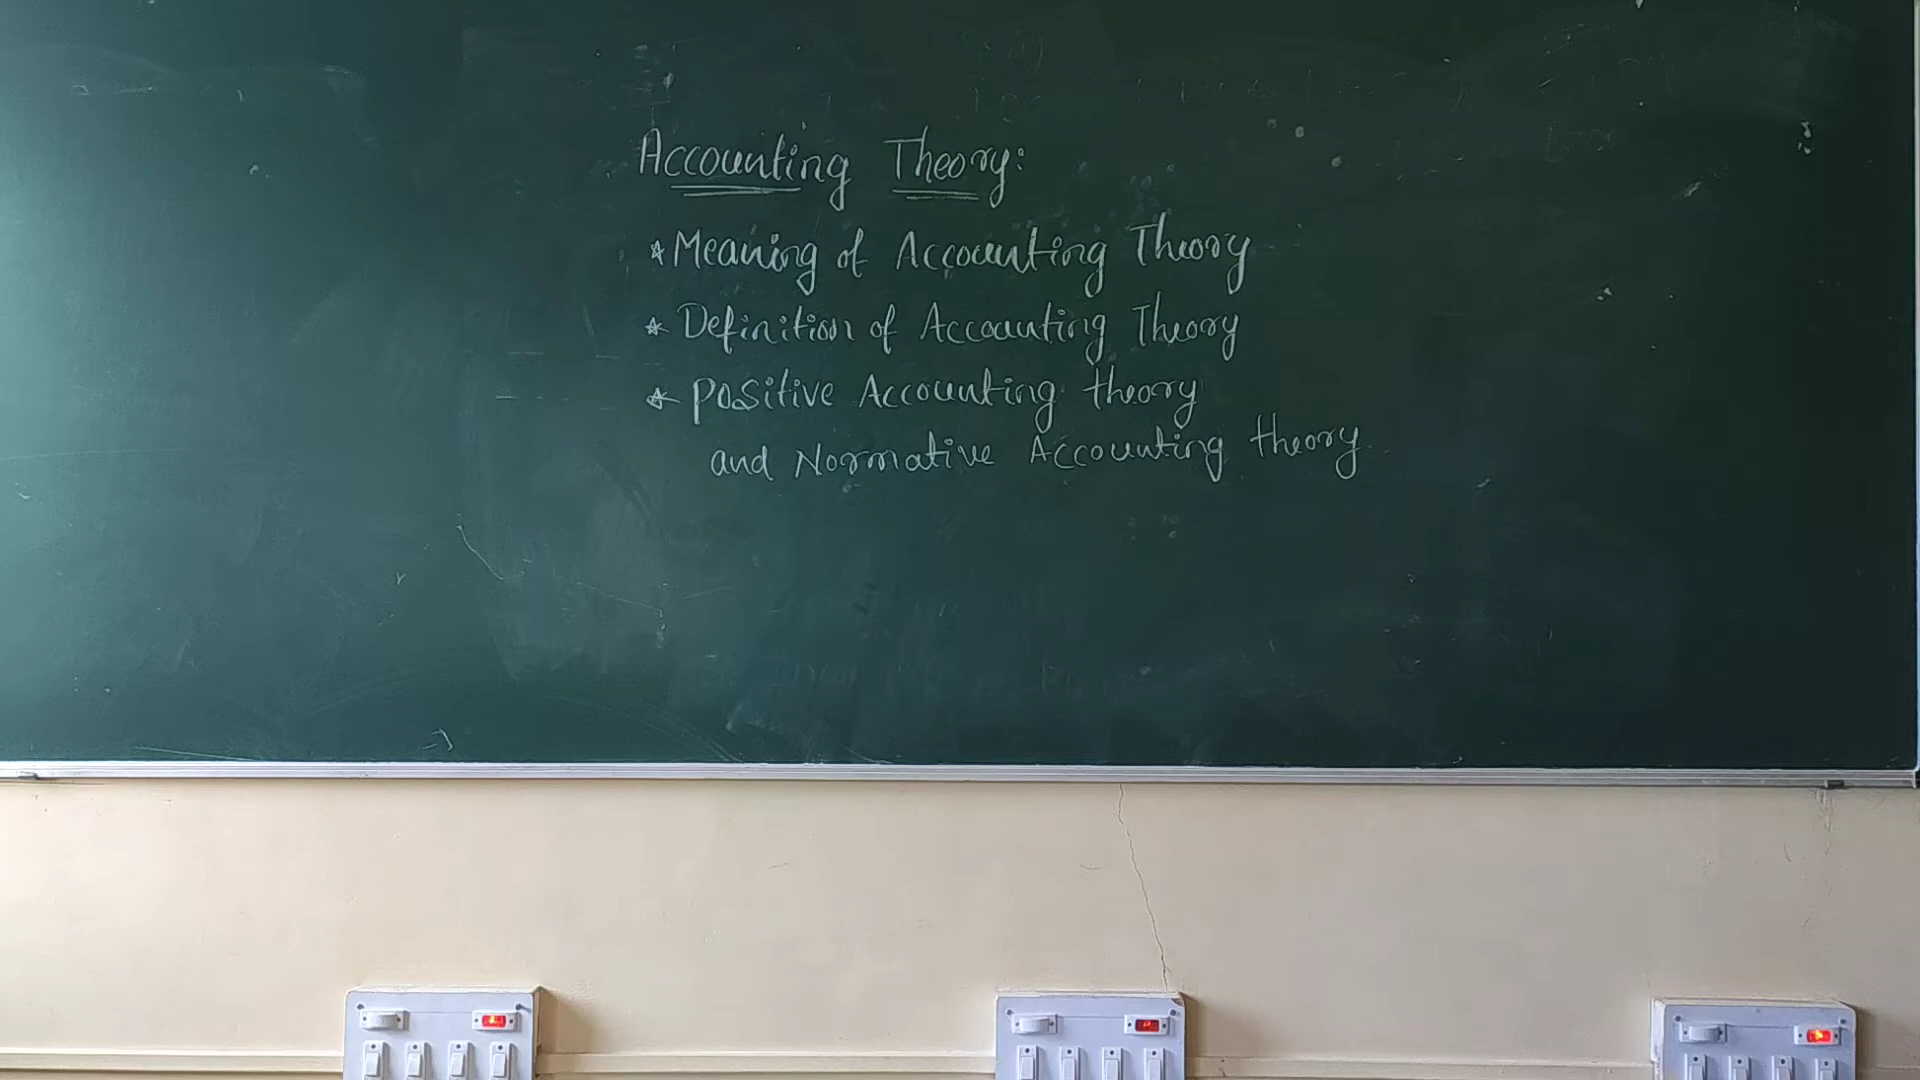 Accounting Theory:
* Meaning of Accounting Theory
* Definition of Accounting Theory
* Positive Accounting theory
and Normative Accounting theory